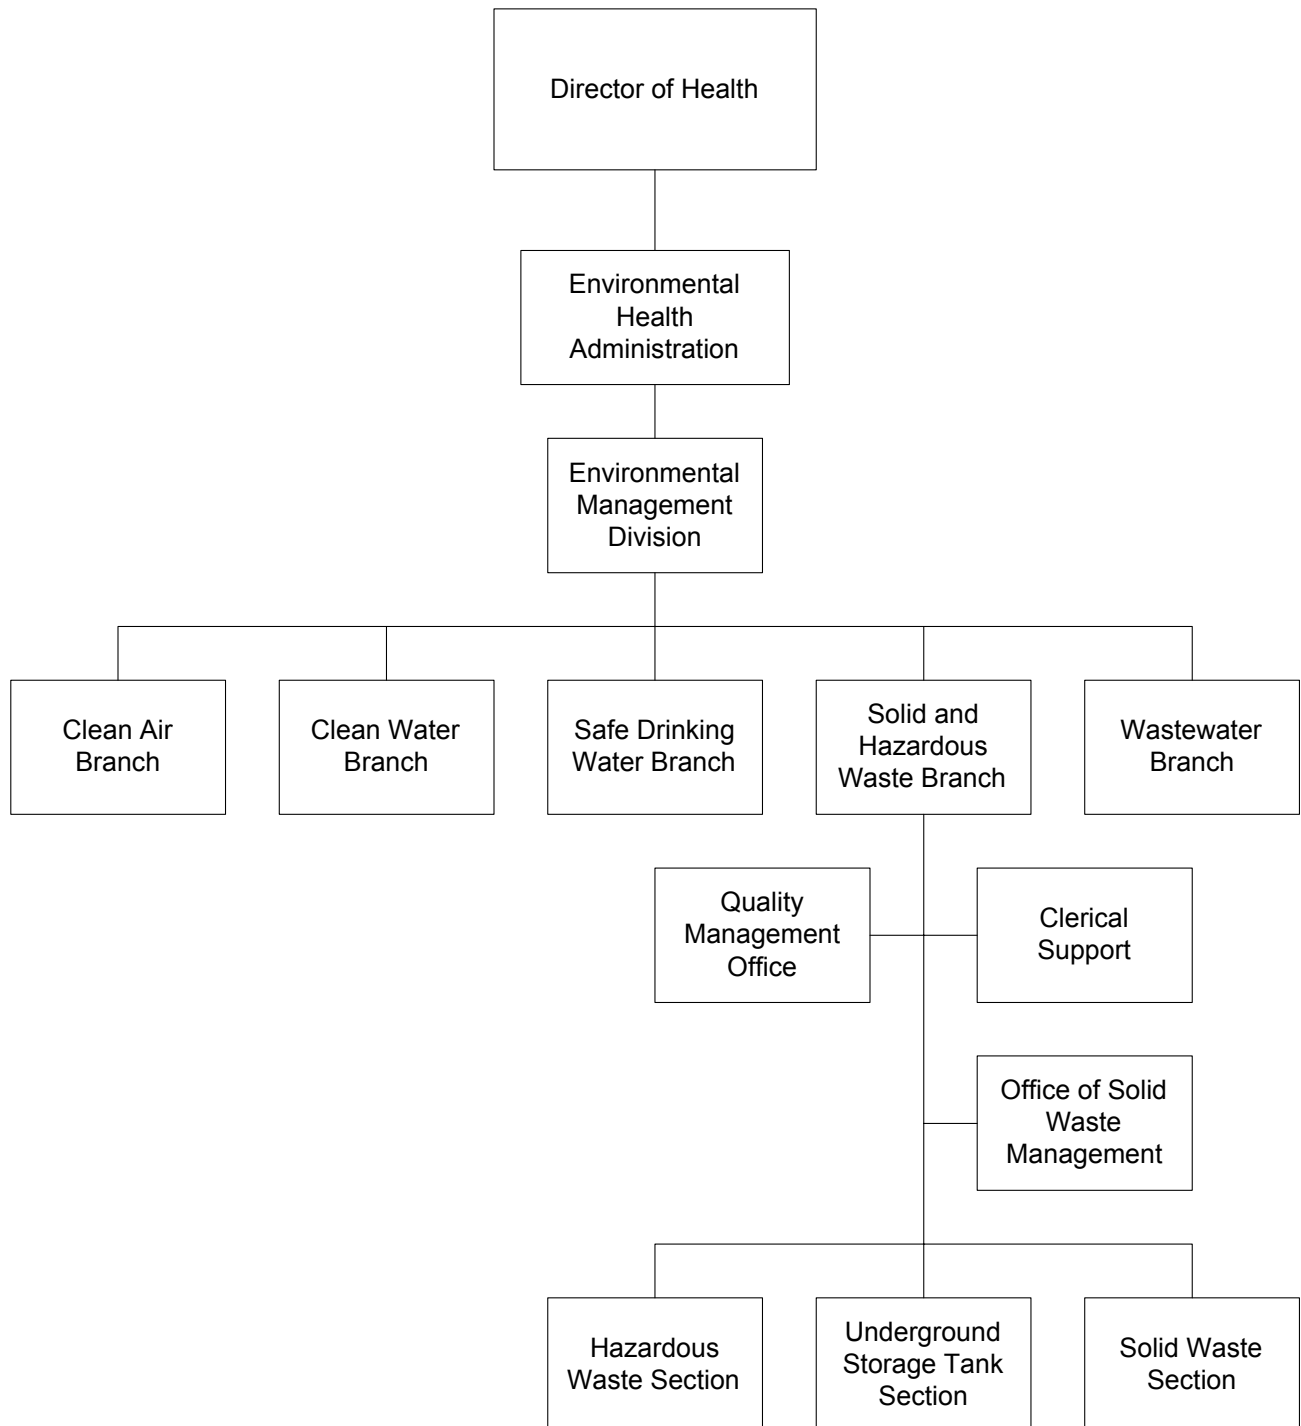 Director of Health
Environmental
Health
Administration
Environmental
Management
Division
Clean Air
Branch
Clean Water
Branch
Safe Drinking
Water Branch
Solid and
Hazardous
Waste Branch
Wastewater
Branch
Quality
Management
Office
Clerical
Support
Office of Solid
Waste
Management
Hazardous
Waste Section
Underground
Storage Tank
Section
Solid Waste
Section